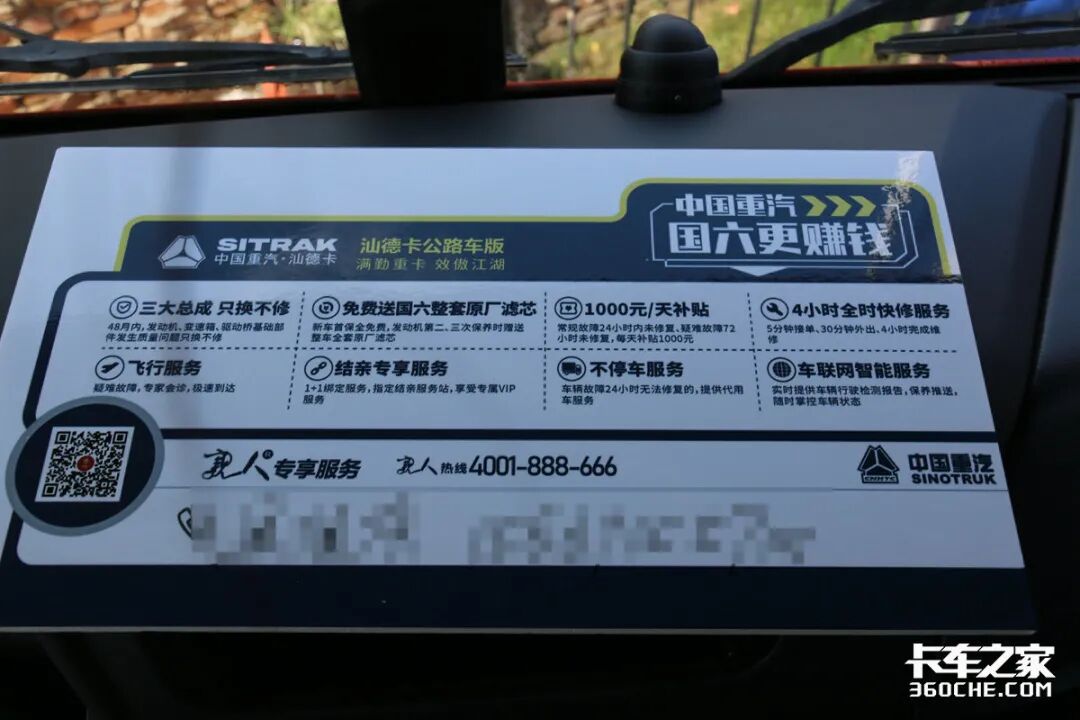 中国重汽
国六更赚钱
SITRAK
中国重汽·汕德卡
汕德卡公路车版
满勤重卡 效傲江湖
三大总成 只换不修
48月内,发动机、变速箱、驱动桥基础部
件发生质量问题只换不修
免费送国六整套原厂滤芯
新车首保全免费,发动机第二、三次保养时赠送
整车全套原厂滤芯
1000元/天补贴
常规故障24小时内未修复、疑难故障72
小时未修复,每天补贴1000元
4小时全时快修服务
5分钟接单、30分钟外出、4小时完成维
修
飞行服务
疑难故障,专家会诊,极速到达
结亲专享服务
1+1绑定服务,指定结亲服务站,享受专属VIP
服务
不停车服务
车辆故障24小时无法修复的,提供代用
车服务
车联网智能服务
实时提供车辆行驶检测报告,保养推送,
随时掌控车辆状态
亲人专享服务
亲人热线4001-888-666
CNHTC
中国重汽
SINOTRUK
卡车之家
360CHE.COM